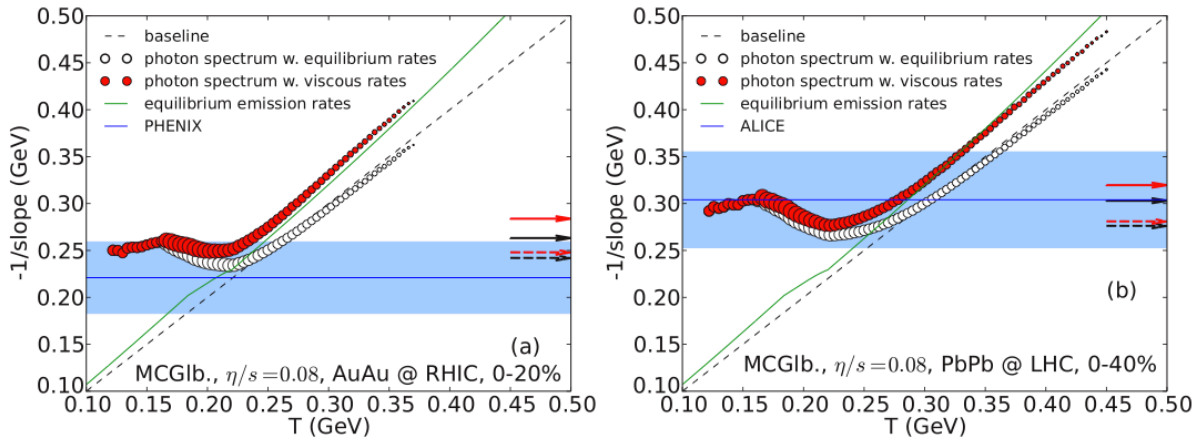 0.50
0.45
0.40
0.35
0.30
0.25
0.20
0.15
0.10
-1/slope (GeV)
baseline
photon spectrum w. equilibrium rates
photon spectrum w. viscous rates
equilibrium emission rates
PHENIX
(a)
MCGlb., η/s=0.08, AuAu @ RHIC, 0-20%
0.10 0.15 0.20 0.25 0.30 0.35 0.40 0.45 0.50
T (GeV)
0.50
0.45
0.40
0.35
0.30
0.25
0.20
0.15
0.10
-1/slope (GeV)
baseline
photon spectrum w. equilibrium rates
photon spectrum w. viscous rates
equilibrium emission rates
ALICE
(b)
MCGlb., η/s=0.08, PbPb @ LHC, 0-40%
0.10 0.15 0.20 0.25 0.30 0.35 0.40 0.45 0.50
T (GeV)